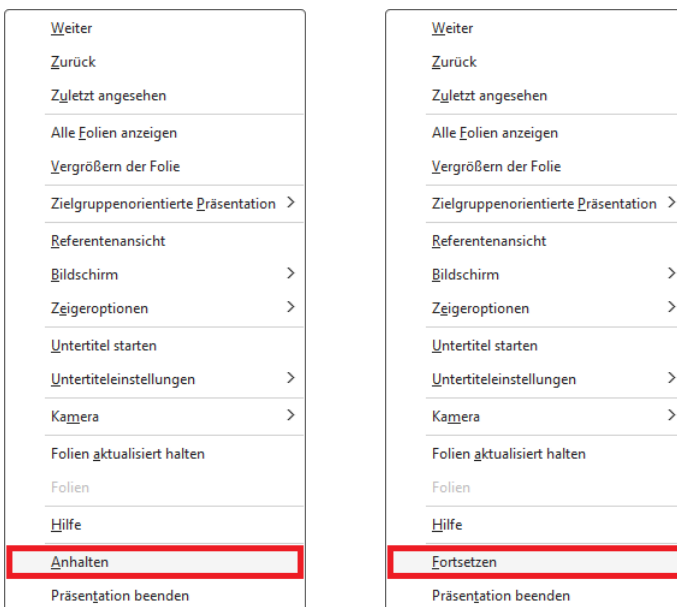 Weiter
Zurück
Zuletzt angesehen
Alle Folien anzeigen
Vergrößern der Folie
Zielgruppenorientierte Präsentation
Referentenansicht
Bildschirm
Zeigeroptionen
Untertitel starten
Untertiteleinstellungen
Kamera
Folien aktualisiert halten
Folien
Hilfe
Anhalten
Präsentation beenden
Weiter
Zurück
Zuletzt angesehen
Alle Folien anzeigen
Vergrößern der Folie
Zielgruppenorientierte Präsentation
Referentenansicht
Bildschirm
Zeigeroptionen
Untertitel starten
Untertiteleinstellungen
Kamera
Folien aktualisiert halten
Folien
Hilfe
Fortsetzen
Präsentation beenden